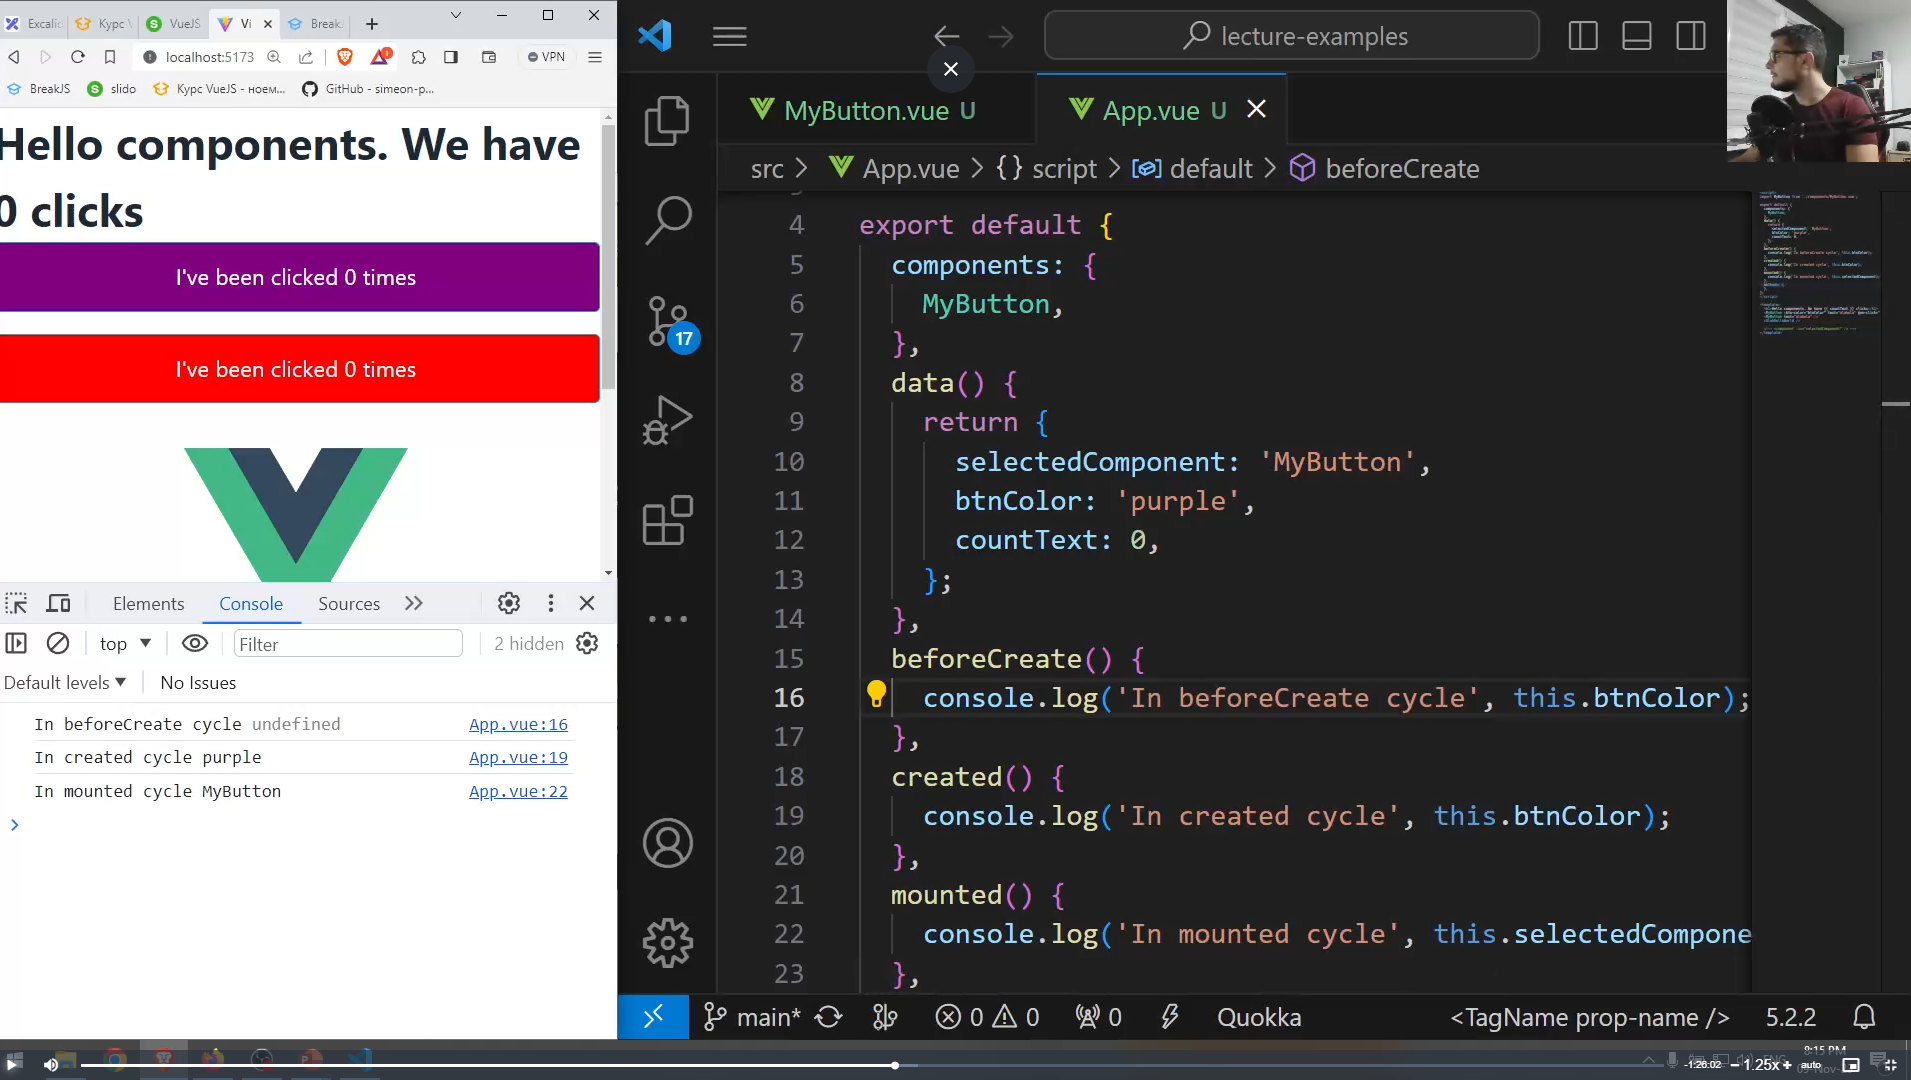 Excali
Курс V
VueJS
Vi
Break
localhost:5173
1
VPN
BreakJS
slido
Курс VueJS - ноем...
GitHub - simeon-p...
Hello components. We have
0 clicks
I've been clicked 0 times
I've been clicked 0 times
Elements
Console
Sources
top
Filter
2 hidden
Default levels
No Issues
In beforeCreate cycle undefined
App.vue:16
In created cycle purple
App.vue:19
In mounted cycle MyButton
App.vue:22
lecture-examples
MyButton.vue U
App.vue U
src > App.vue > {} script > default > beforeCreate
17
4 export default {
5 components: {
6 MyButton,
7 },
8 data() {
9 return {
10 selectedComponent: 'MyButton',
11 btnColor: 'purple',
12 countText: 0,
13 };
14 },
15 beforeCreate() {
16 console.log('In beforeCreate cycle', this.btnColor);
17 },
18 created() {
19 console.log('In created cycle', this.btnColor);
20 },
21 mounted() {
22 console.log('In mounted cycle', this.selectedCompone
23 },
main*
0
0
0
Quokka
<TagName prop-name />
5.2.2
8:15 PM
-1:26:02
− 1.25x +
auto